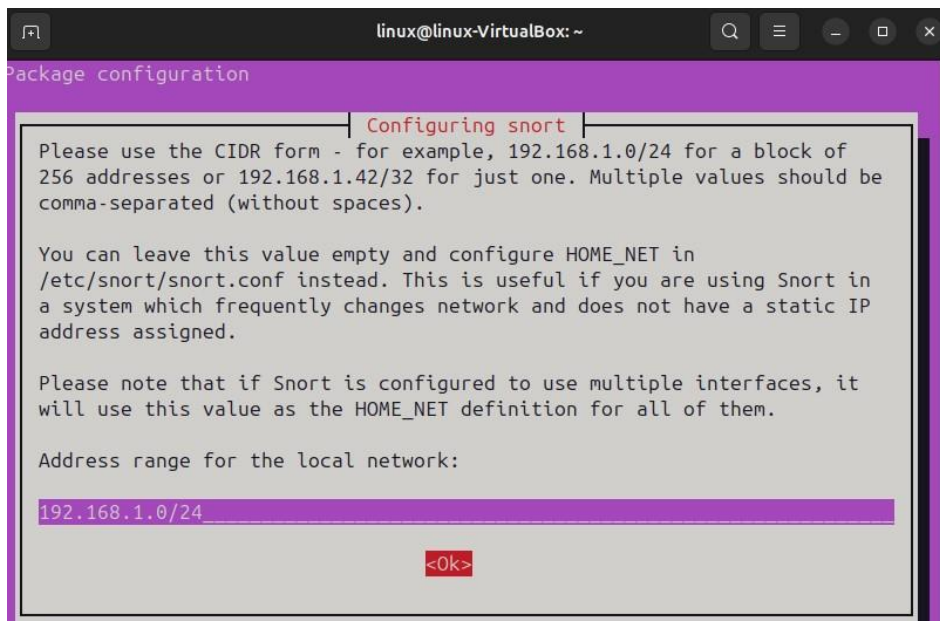 linux@linux-VirtualBox: ~
Package configuration
Configuring snort
Please use the CIDR form - for example, 192.168.1.0/24 for a block of
256 addresses or 192.168.1.42/32 for just one. Multiple values should be
comma-separated (without spaces).
You can leave this value empty and configure HOME_NET in
/etc/snort/snort.conf instead. This is useful if you are using Snort in
a system which frequently changes network and does not have a static IP
address assigned.
Please note that if Snort is configured to use multiple interfaces, it
will use this value as the HOME_NET definition for all of them.
Address range for the local network:
192.168.1.0/24
<Ok>